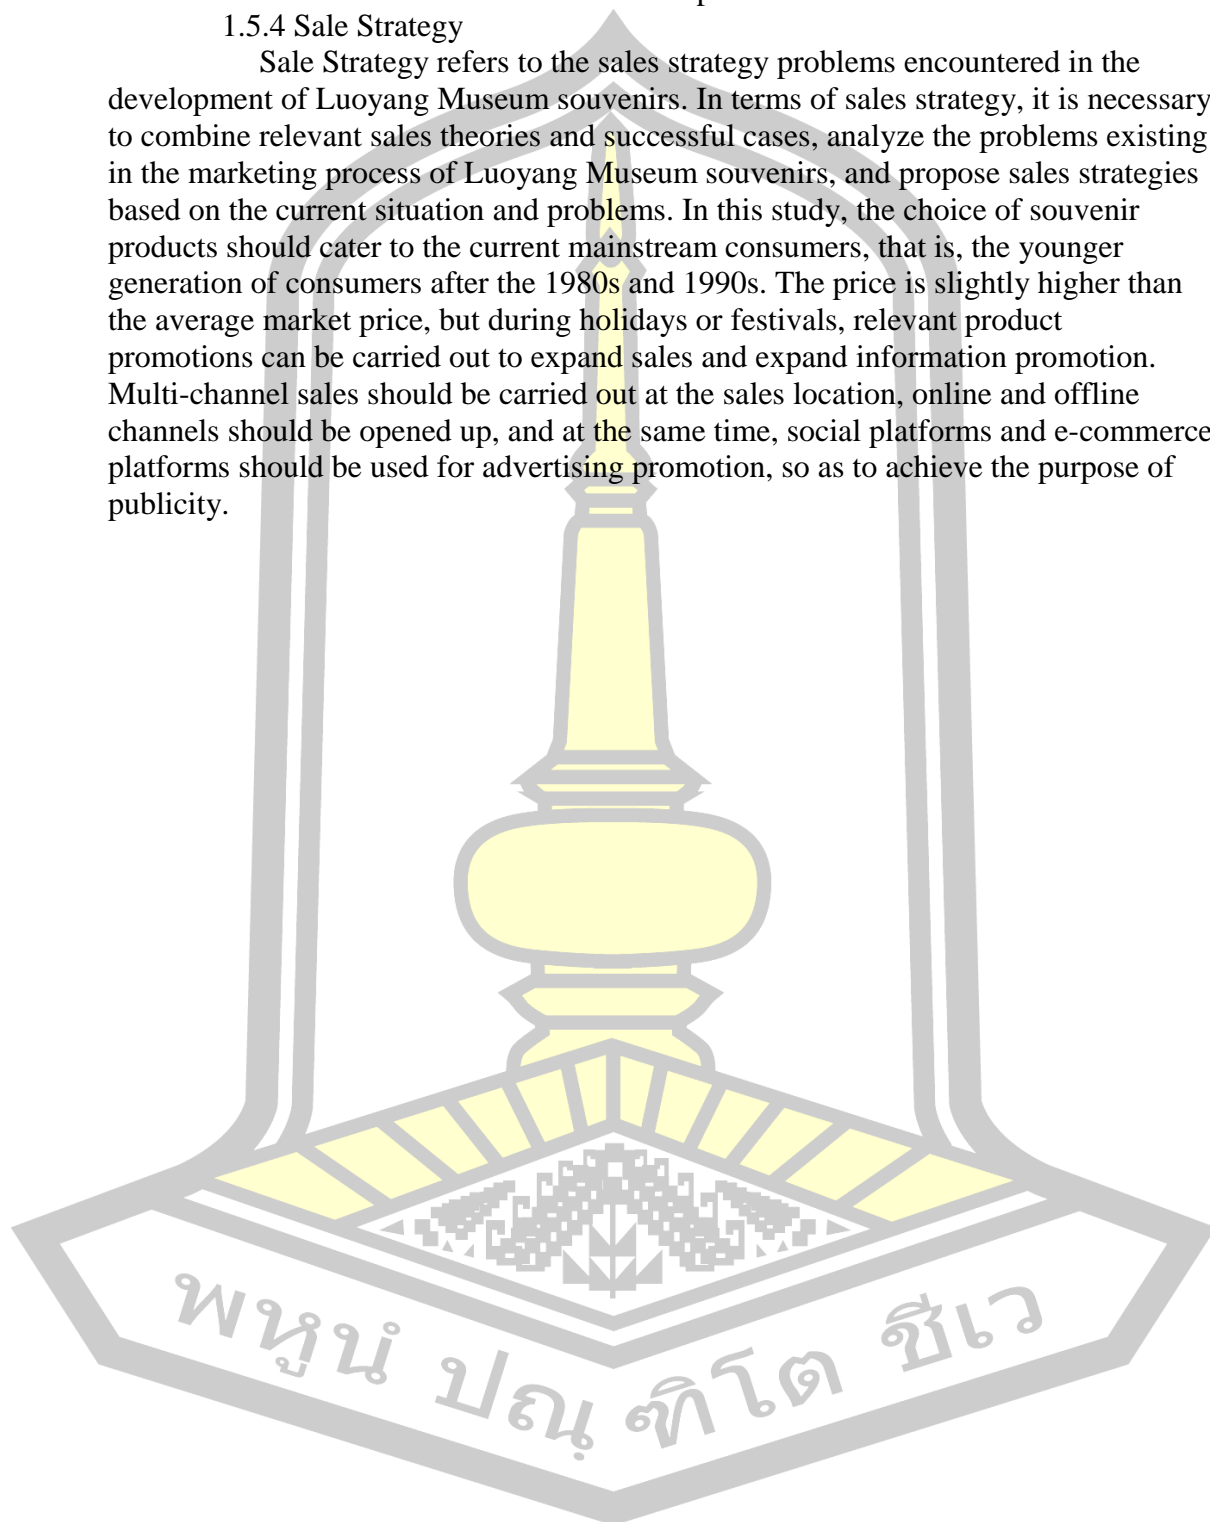 1.5.4 Sale Strategy
Sale Strategy refers to the sales strategy problems encountered in the
development of Luoyang Museum souvenirs. In terms of sales strategy, it is necessary
to combine relevant sales theories and successful cases, analyze the problems existing
in the marketing process of Luoyang Museum souvenirs, and propose sales strategies
based on the current situation and problems. In this study, the choice of souvenir
products should cater to the current mainstream consumers, that is, the younger
generation of consumers after the 1980s and 1990s. The price is slightly higher than
the average market price, but during holidays or festivals, relevant product
promotions can be carried out to expand sales and expand information promotion.
Multi-channel sales should be carried out at the sales location, online and offline
channels should be opened up, and at the same time, social platforms and e-commerce
platforms should be used for advertising promotion, so as to achieve the purpose of
publicity.
พหูนํ ปณฺฑิโต ชีเว